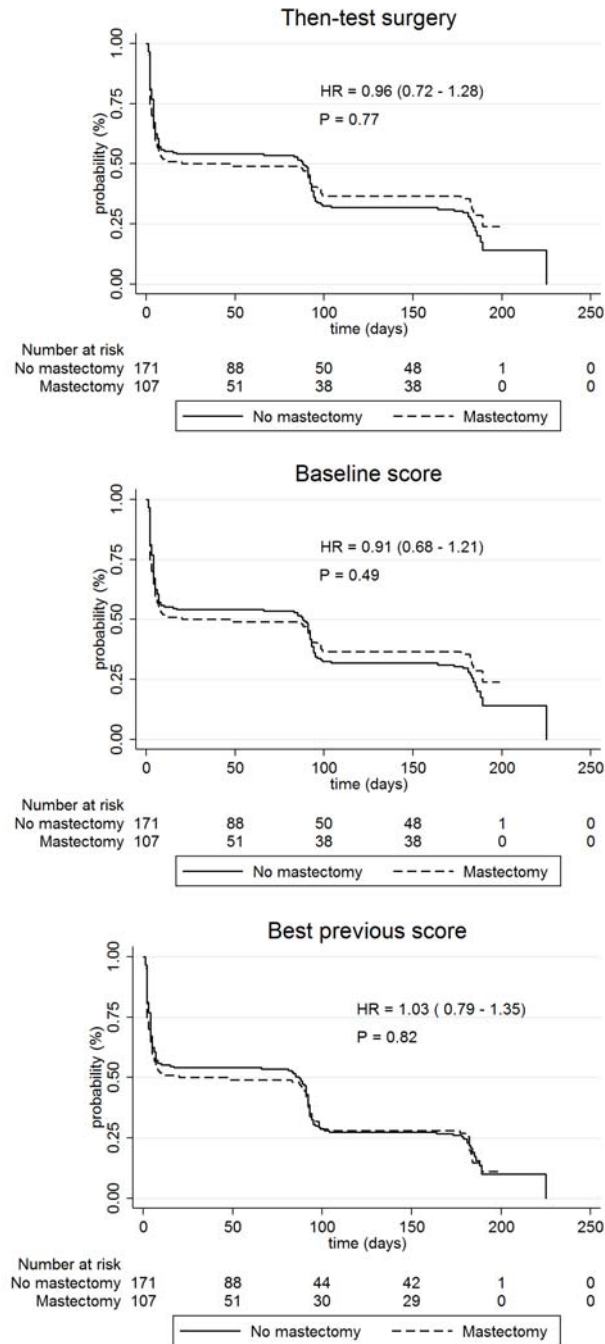 Then-test surgery
HR = 0.96 (0.72 - 1.28)
P = 0.77
probability (%)
1.00
0.75
0.50
0.25
0.00
0 50 100 150 200 250
time (days)
Number at risk
No mastectomy 171 88 50 48 1 0
Mastectomy 107 51 38 38 0 0
No mastectomy Mastectomy
Baseline score
HR = 0.91 (0.68 - 1.21)
P = 0.49
probability (%)
1.00
0.75
0.50
0.25
0.00
0 50 100 150 200 250
time (days)
Number at risk
No mastectomy 171 88 50 48 1 0
Mastectomy 107 51 38 38 0 0
No mastectomy Mastectomy
Best previous score
HR = 1.03 ( 0.79 - 1.35)
P = 0.82
probability (%)
1.00
0.75
0.50
0.25
0.00
0 50 100 150 200 250
time (days)
Number at risk
No mastectomy 171 88 44 42 1 0
Mastectomy 107 51 30 29 0 0
No mastectomy Mastectomy